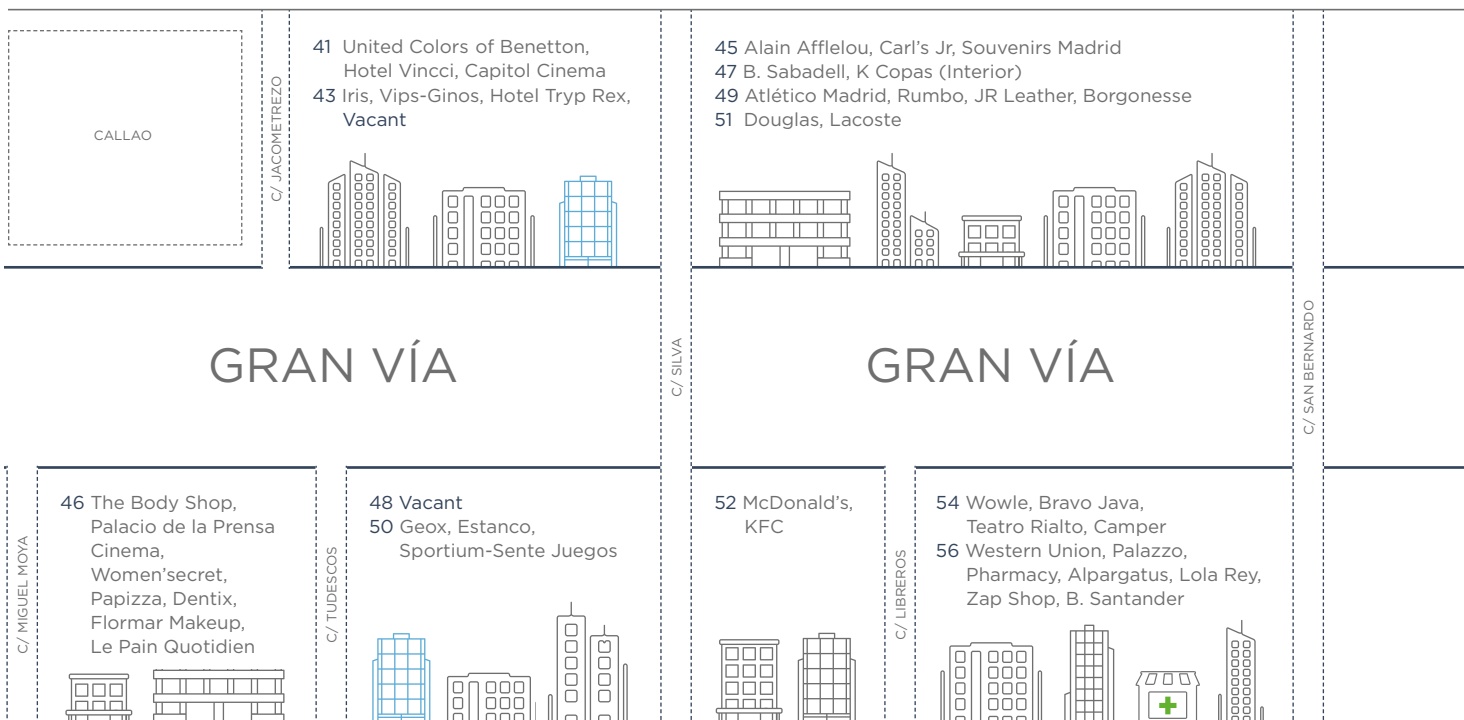 CALLAO
C/ JACOMETREZO
41 United Colors of Benetton,
Hotel Vincci, Capitol Cinema
43 Iris, Vips-Ginos, Hotel Tryp Rex,
Vacant
45 Alain Afflelou, Carl's Jr, Souvenirs Madrid
47 B. Sabadell, K Copas (Interior)
49 Atlético Madrid, Rumbo, JR Leather, Borgonesse
51 Douglas, Lacoste
GRAN VÍA
C/ SILVA
GRAN VÍA
C/ SAN BERNARDO
C/ MIGUEL MOYA
46 The Body Shop,
Palacio de la Prensa
Cinema,
Women'secret,
Papizza, Dentix,
Flormar Makeup,
Le Pain Quotidien
C/ TUDESCOS
48 Vacant
50 Geox, Estanco,
Sportium-Sente Juegos
52 McDonald's,
KFC
C/ LIBREROS
54 Wowle, Bravo Java,
Teatro Rialto, Camper
56 Western Union, Palazzo,
Pharmacy, Alpargatus, Lola Rey,
Zap Shop, B. Santander